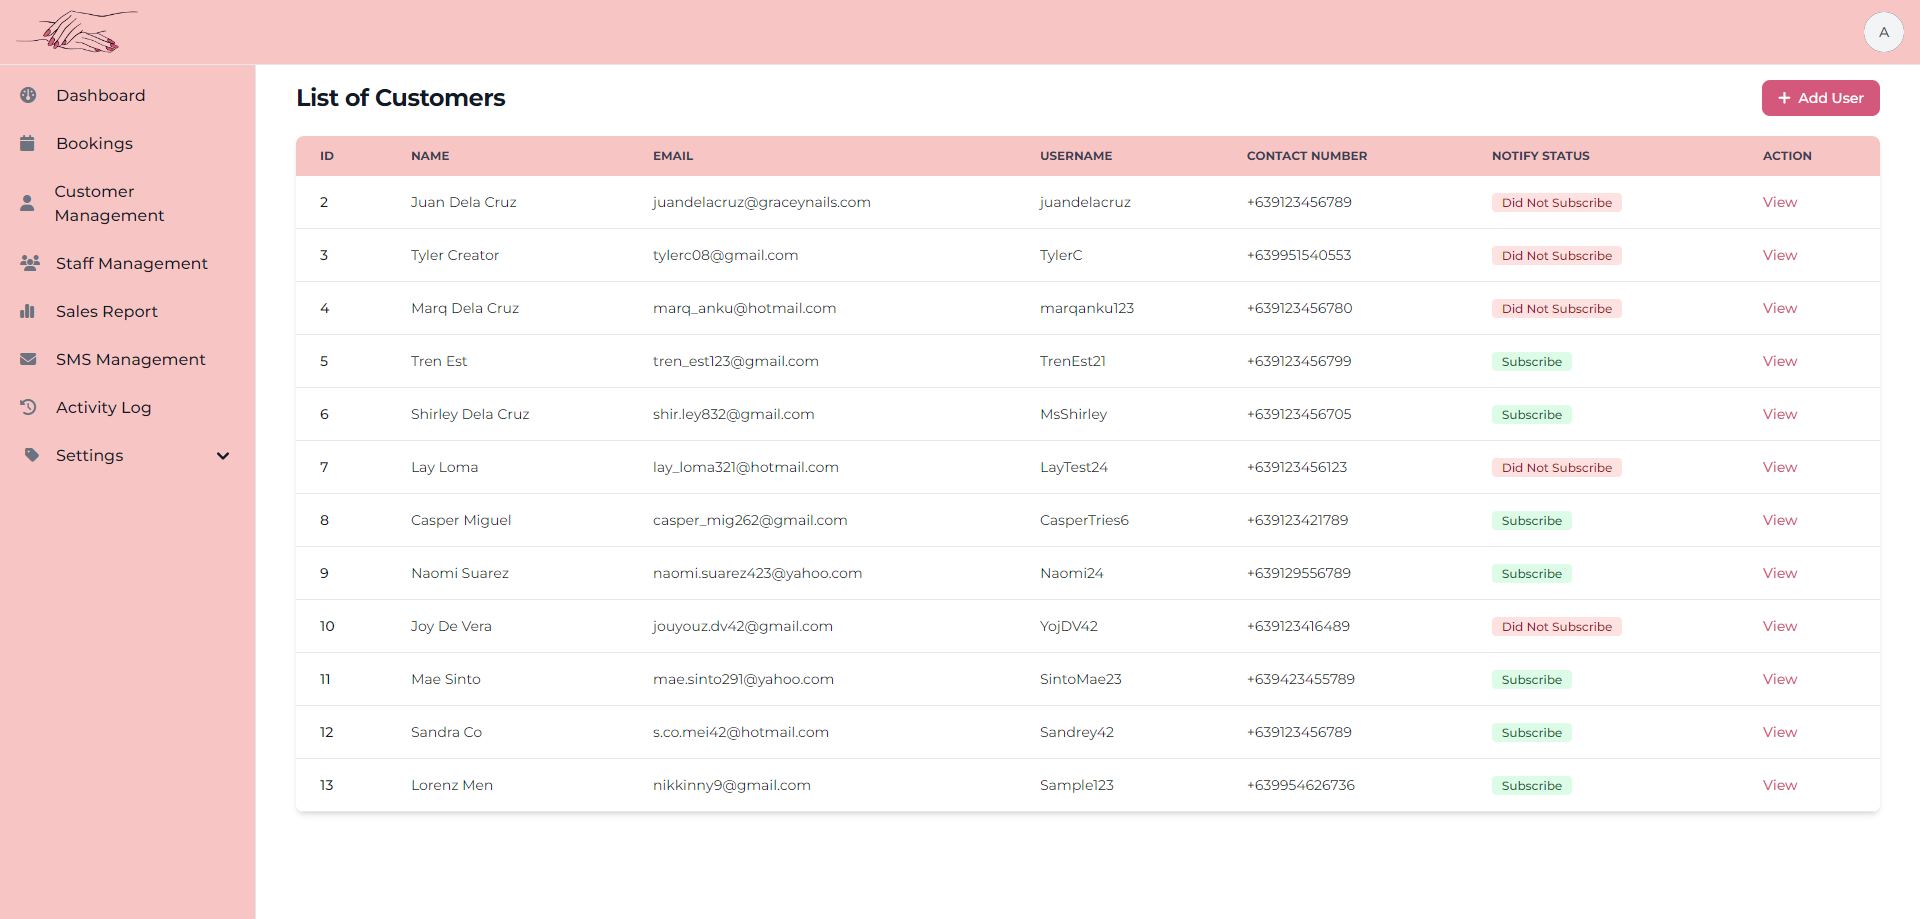 A
Dashboard
Bookings
Customer
Management
Staff Management
Sales Report
SMS Management
Activity Log
Settings
List of Customers
+ Add User
ID NAME EMAIL USERNAME CONTACT NUMBER NOTIFY STATUS ACTION
2 Juan Dela Cruz juandelacruz@graceynails.com juandelacruz +639123456789 Did Not Subscribe View
3 Tyler Creator tylerc08@gmail.com TylerC +639951540553 Did Not Subscribe View
4 Marq Dela Cruz marq_anku@hotmail.com marqanku123 +639123456780 Did Not Subscribe View
5 Tren Est tren_est123@gmail.com TrenEst21 +639123456799 Subscribe View
6 Shirley Dela Cruz shir.ley832@gmail.com MsShirley +639123456705 Subscribe View
7 Lay Loma lay_loma321@hotmail.com LayTest24 +639123456123 Did Not Subscribe View
8 Casper Miguel casper_mig262@gmail.com CasperTries6 +639123421789 Subscribe View
9 Naomi Suarez naomi.suarez423@yahoo.com Naomi24 +639129556789 Subscribe View
10 Joy De Vera jouyouz.dv42@gmail.com YojDV42 +639123416489 Did Not Subscribe View
11 Mae Sinto mae.sinto291@yahoo.com SintoMae23 +639423455789 Subscribe View
12 Sandra Co s.co.mei42@hotmail.com Sandrey42 +639123456789 Subscribe View
13 Lorenz Men nikkinny9@gmail.com Sample123 +639954626736 Subscribe View